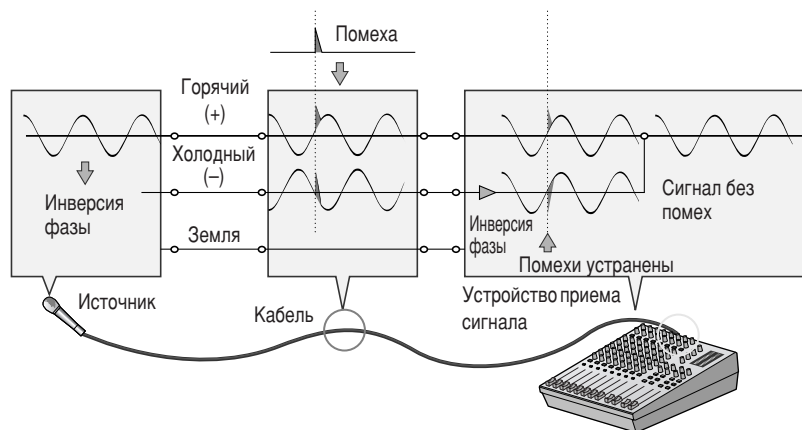 Помеха
Горячий
(+)
Холодный
(–)
Инверсия
фазы
Земля
Инверсия
фазы
Сигнал без
помех
Помехи устранены
Источник
Кабель
Устройство приема
сигнала